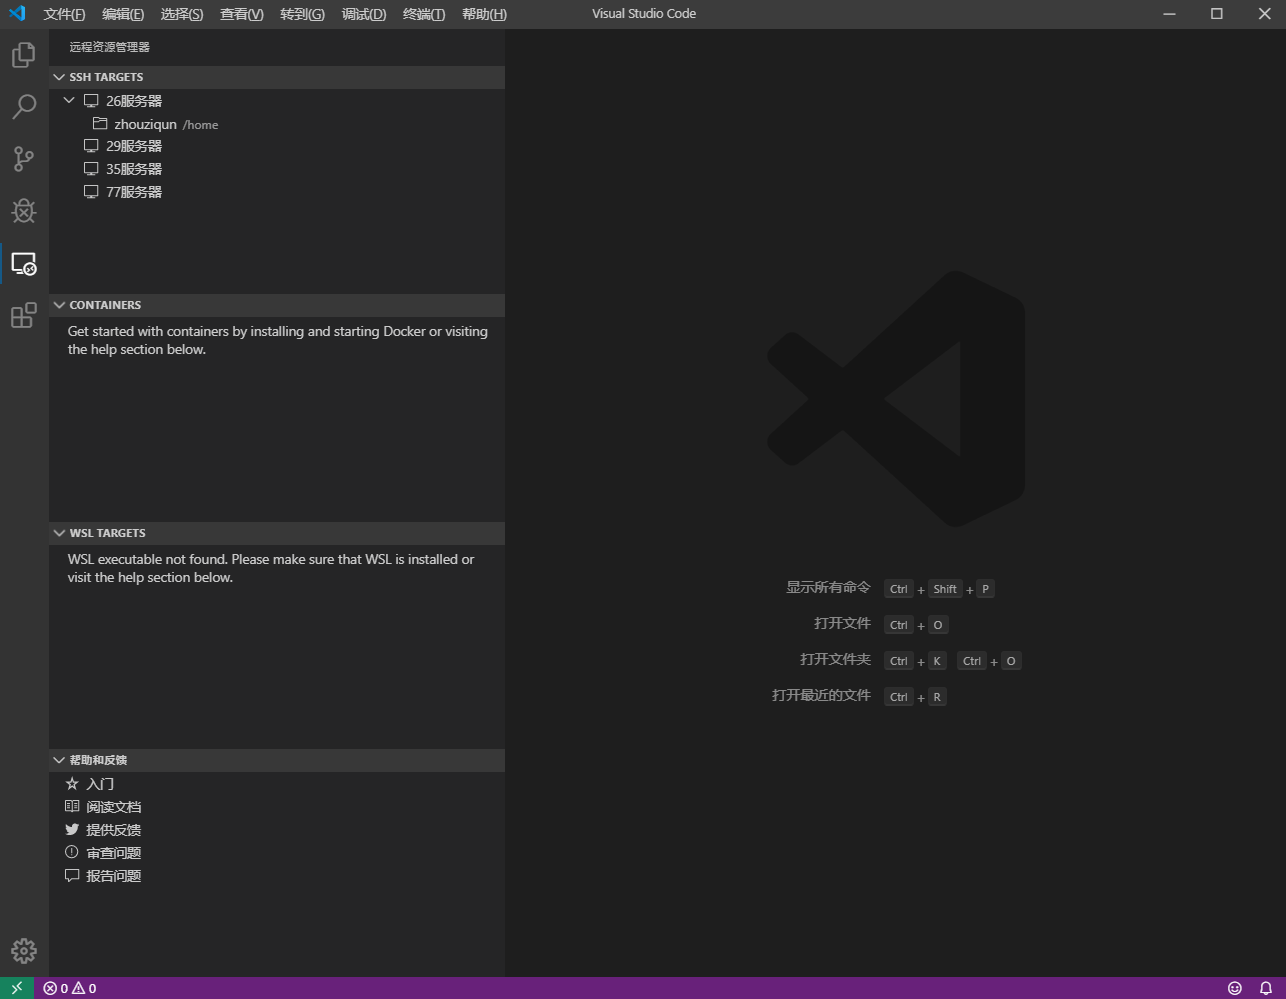 文件(F) 编辑(E) 选择(S) 查看(V) 转到(G) 调试(D) 终端(T) 帮助(H) Visual Studio Code
远程资源管理器
SSH TARGETS
26服务器
zhouziqun /home
29服务器
35服务器
77服务器
CONTAINERS
Get started with containers by installing and starting Docker or visiting
the help section below.
WSL TARGETS
WSL executable not found. Please make sure that WSL is installed or
visit the help section below.
帮助和反馈
入门
阅读文档
提供反馈
审查问题
报告问题
显示所有命令 Ctrl + Shift + P
打开文件 Ctrl + O
打开文件夹 Ctrl + K Ctrl + O
打开最近的文件 Ctrl + R
0 0